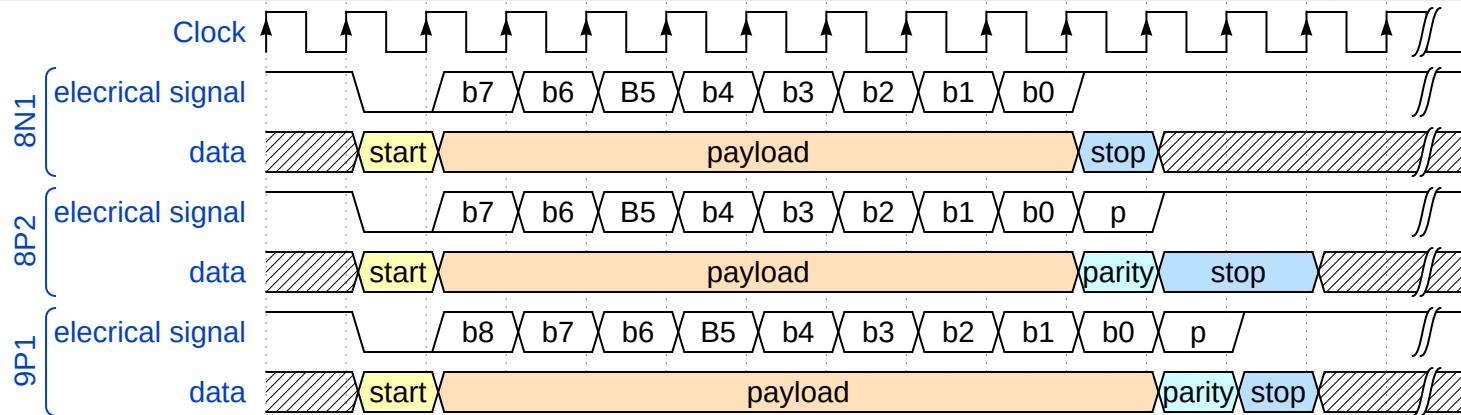 Clock
8N1
elecrical signal b7 b6 B5 b4 b3 b2 b1 b0
data start payload stop
8P2
elecrical signal b7 b6 B5 b4 b3 b2 b1 b0 p
data start payload parity stop
9P1
elecrical signal b8 b7 b6 B5 b4 b3 b2 b1 b0 p
data start payload parity stop